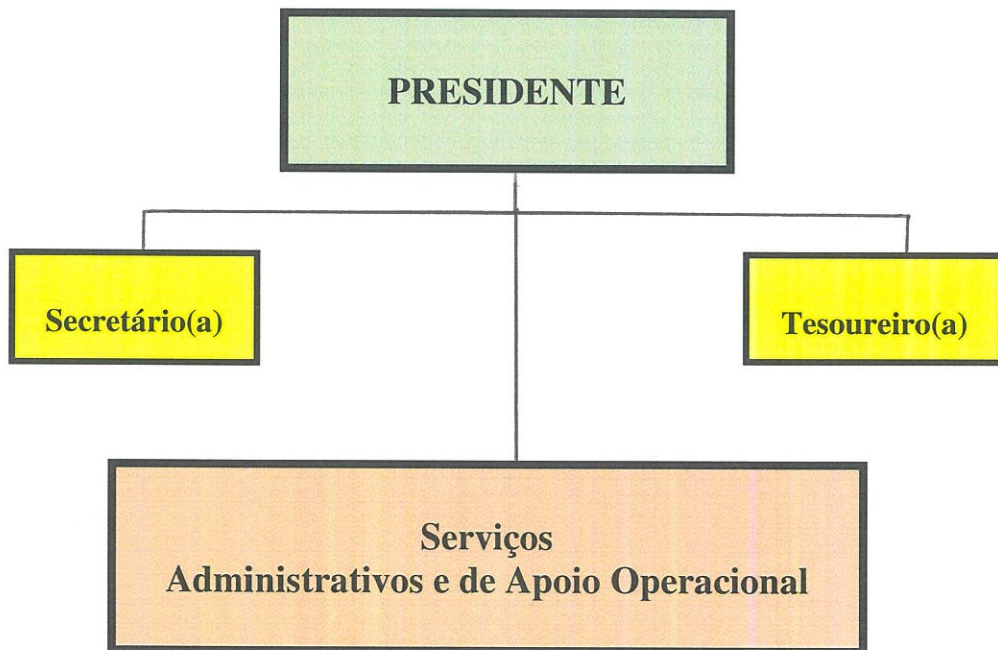 PRESIDENTE
Secretário(a)
Tesoureiro(a)
Serviços
Administrativos e de Apoio Operacional